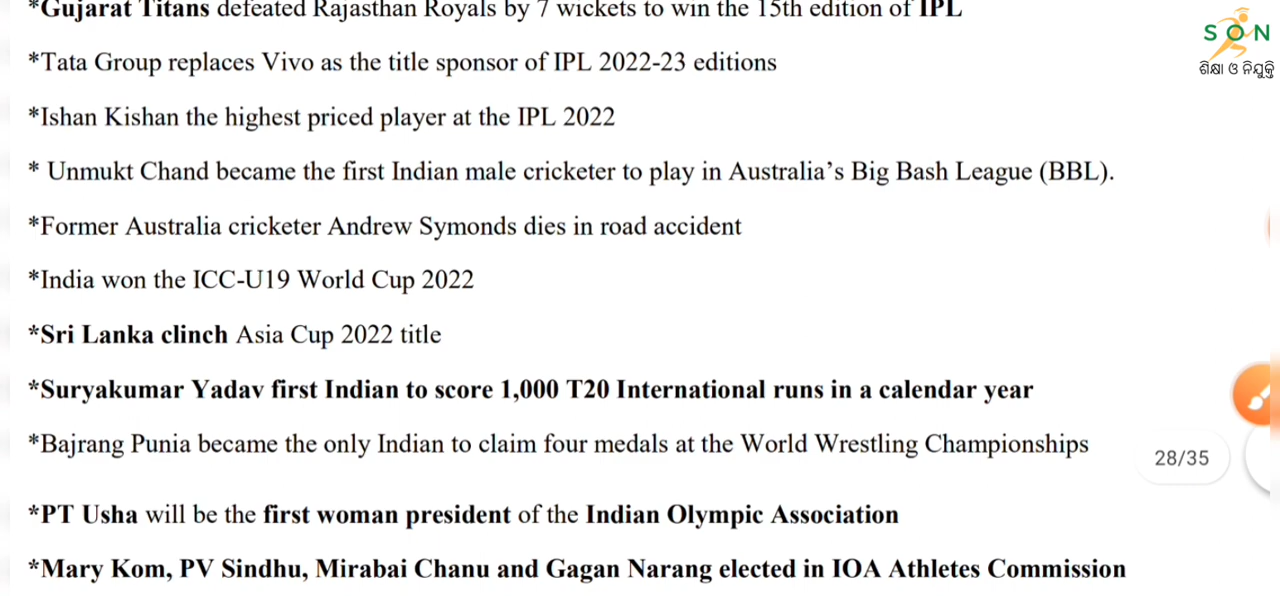 *Gujarat Titans defeated Rajasthan Royals by 7 wickets to win the 15th edition of IPL
SON
ଶିକ୍ଷା ଓ ନିଯୁକ୍ତି
*Tata Group replaces Vivo as the title sponsor of IPL 2022-23 editions
*Ishan Kishan the highest priced player at the IPL 2022
* Unmukt Chand became the first Indian male cricketer to play in Australia’s Big Bash League (BBL).
*Former Australia cricketer Andrew Symonds dies in road accident
*India won the ICC-U19 World Cup 2022
*Sri Lanka clinch Asia Cup 2022 title
*Suryakumar Yadav first Indian to score 1,000 T20 International runs in a calendar year
*Bajrang Punia became the only Indian to claim four medals at the World Wrestling Championships
28/35
*PT Usha will be the first woman president of the Indian Olympic Association
*Mary Kom, PV Sindhu, Mirabai Chanu and Gagan Narang elected in IOA Athletes Commission